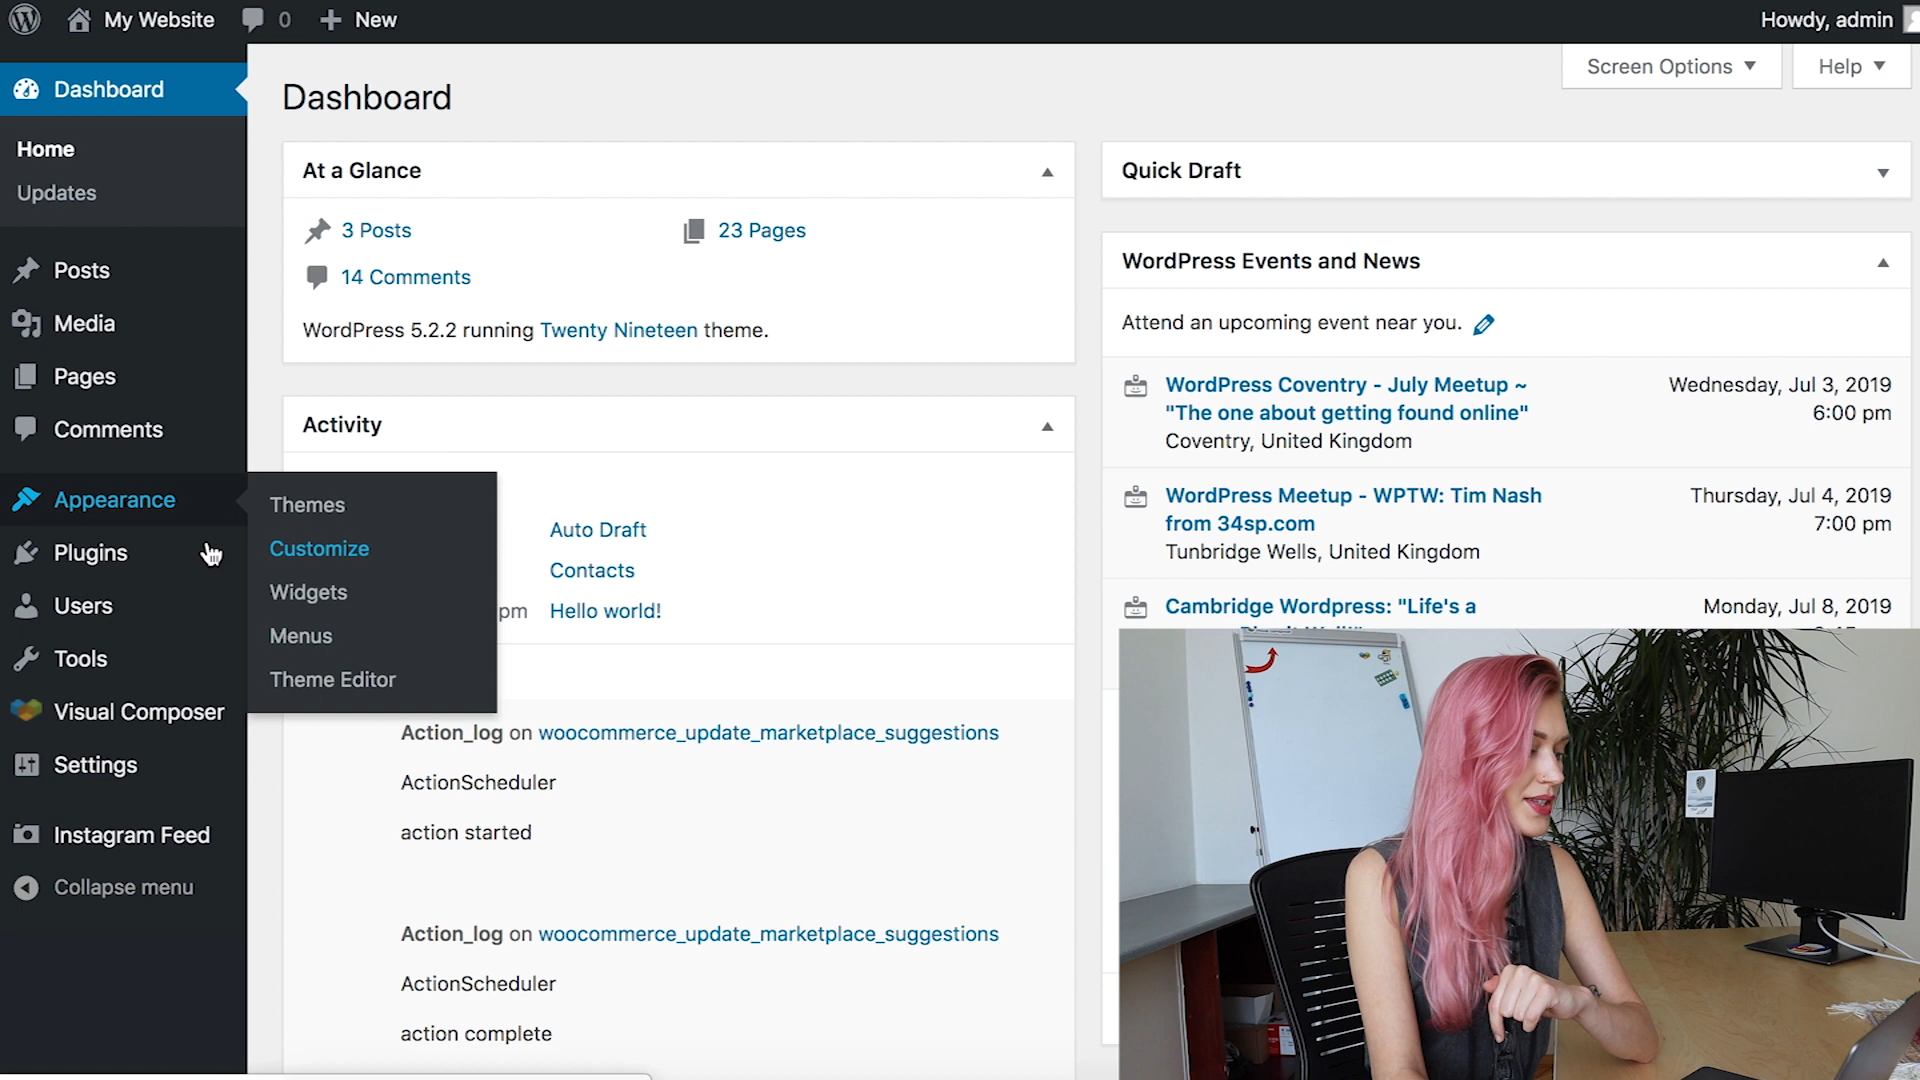 My Website
0
New
Howdy, admin
Dashboard
Home
Updates
Posts
Media
Pages
Comments
Appearance
Plugins
Users
Tools
Visual Composer
Settings
Instagram Feed
Collapse menu
Themes
Customize
Widgets
Menus
Theme Editor
Screen Options
Help
Dashboard
At a Glance
3 Posts
23 Pages
14 Comments
WordPress 5.2.2 running Twenty Nineteen theme.
Activity
Auto Draft
Contacts
pm Hello world!
Action_log on woocommerce_update_marketplace_suggestions
ActionScheduler
action started
Action_log on woocommerce_update_marketplace_suggestions
ActionScheduler
action complete
Quick Draft
WordPress Events and News
Attend an upcoming event near you.
WordPress Coventry - July Meetup ~
"The one about getting found online"
Coventry, United Kingdom
Wednesday, Jul 3, 2019
6:00 pm
WordPress Meetup - WPTW: Tim Nash
from 34sp.com
Tunbridge Wells, United Kingdom
Thursday, Jul 4, 2019
7:00 pm
Cambridge Wordpress: "Life's a
Monday, Jul 8, 2019